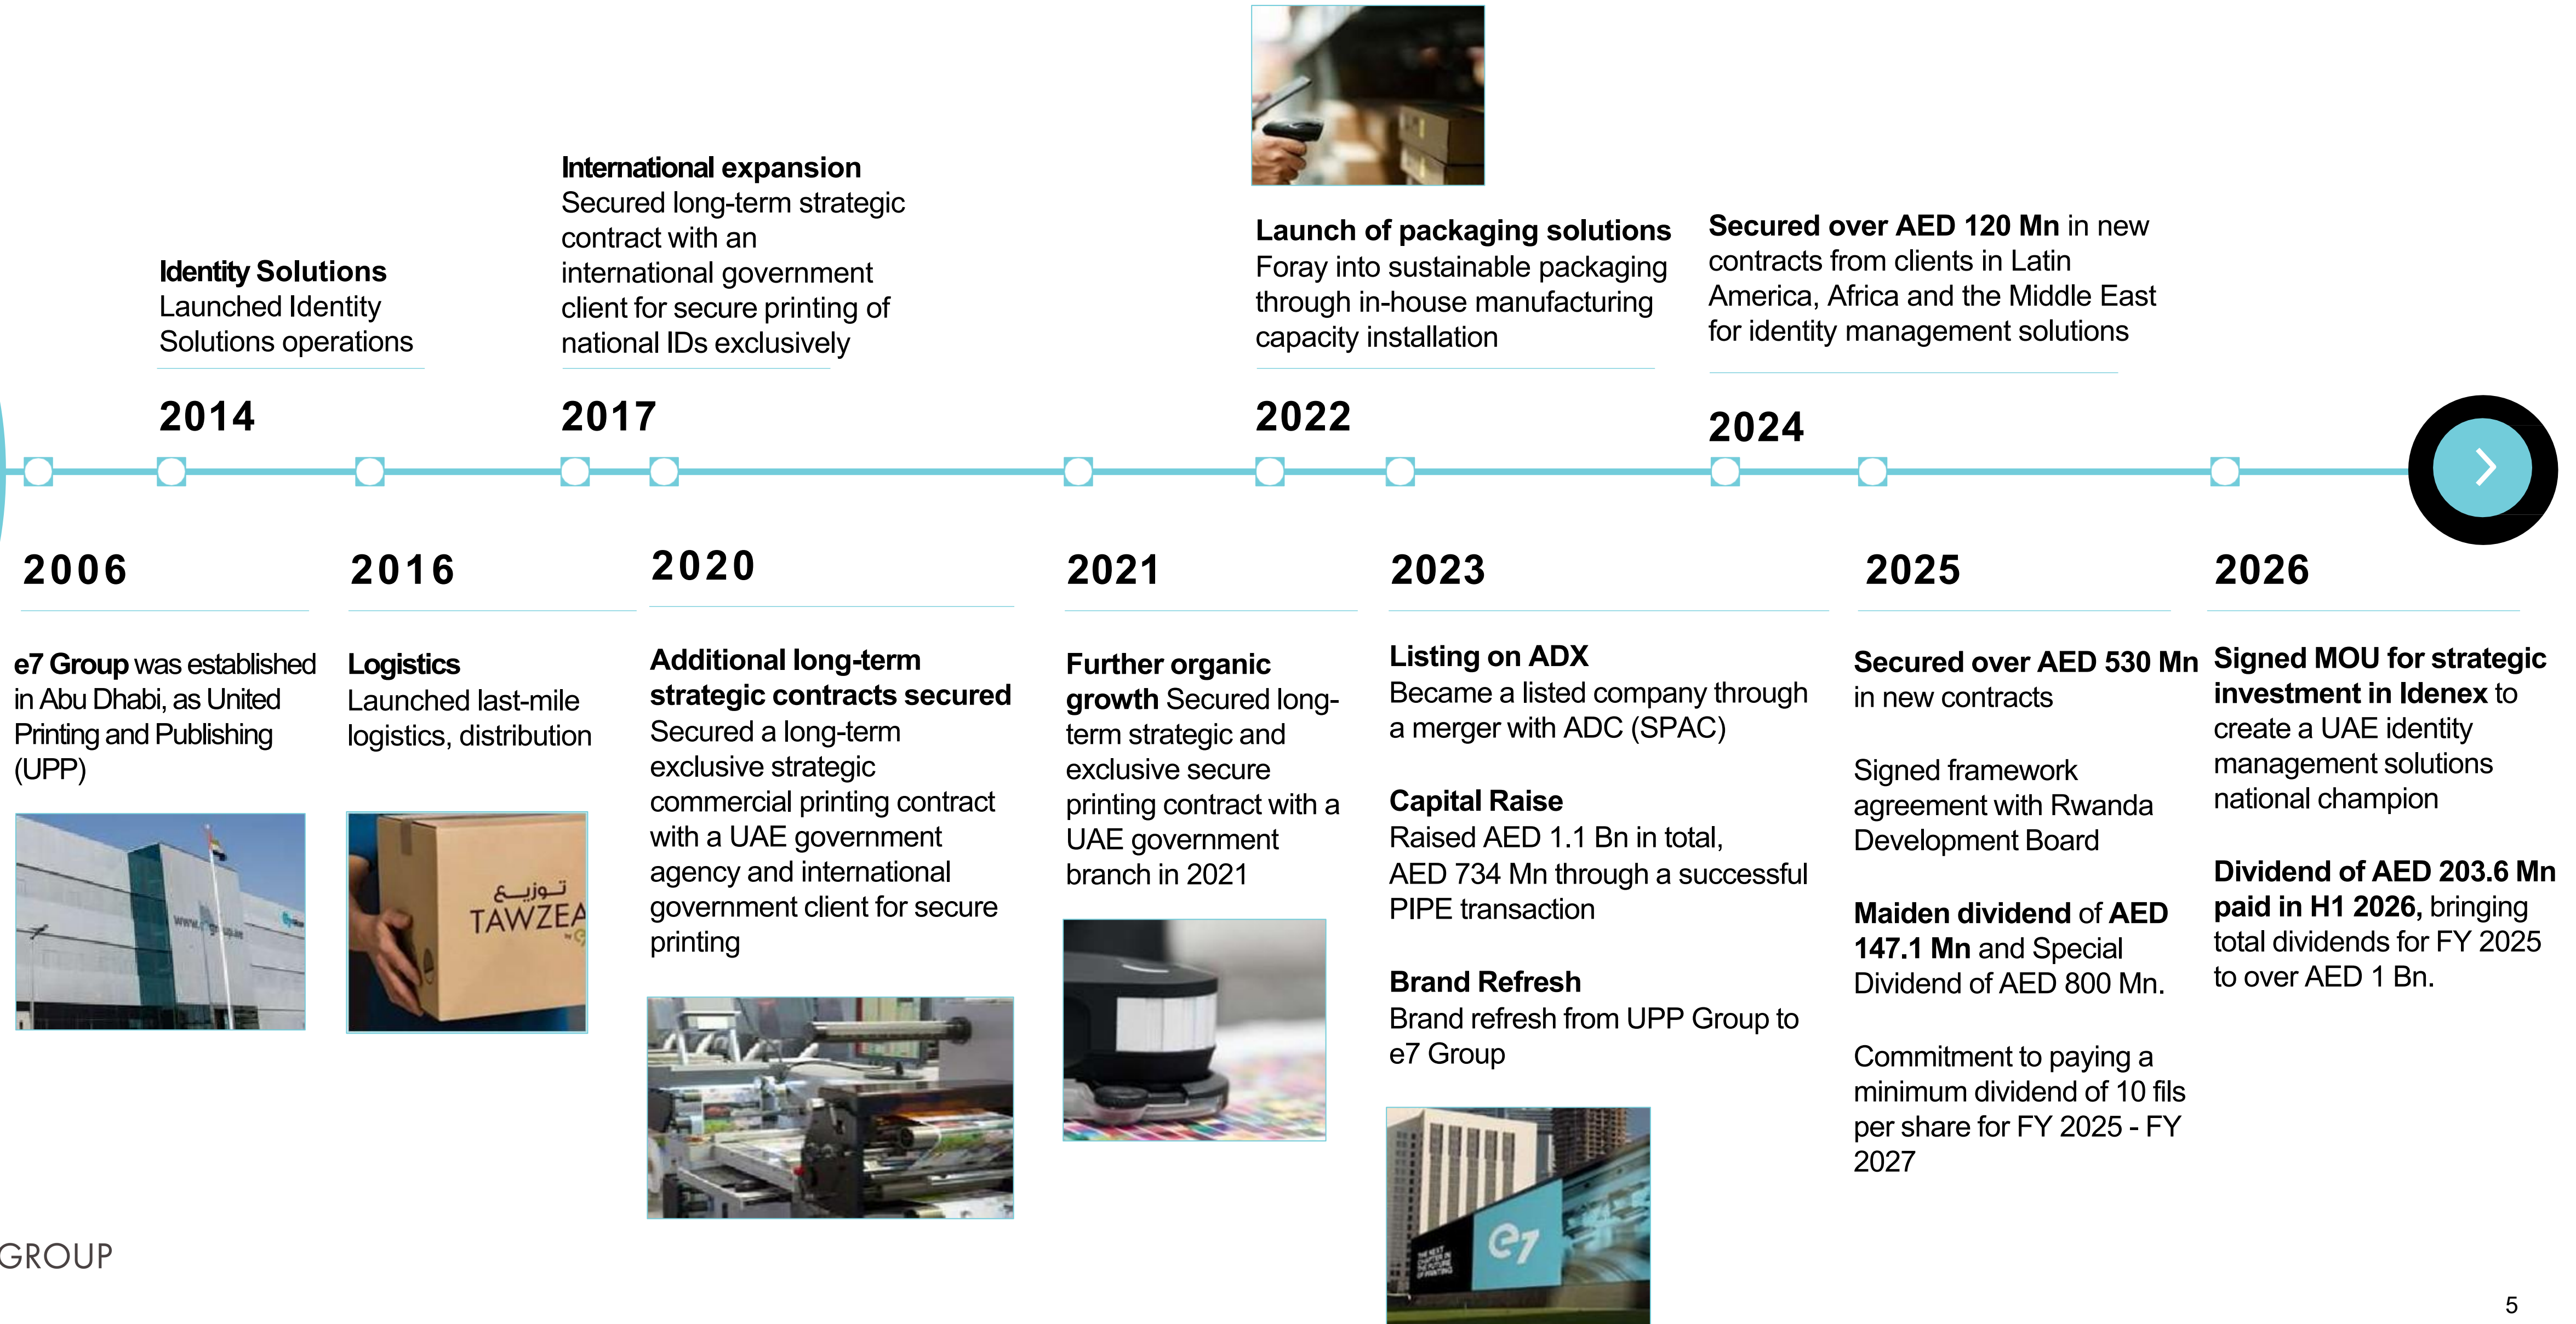 International expansion
Secured long-term strategic
contract with an
international government
client for secure printing of
national IDs exclusively
Identity Solutions
Launched Identity
Solutions operations
Launch of packaging solutions
Foray into sustainable packaging
through in-house manufacturing
capacity installation
Secured over AED 120 Mn in new
contracts from clients in Latin
America, Africa and the Middle East
for identity management solutions
2014
2017
2022
2024
2006
e7 Group was established
in Abu Dhabi, as United
Printing and Publishing
(UPP)
2016
Logistics
Launched last-mile
logistics, distribution
توزيع
TAWZEA
by e
2020
Additional long-term
strategic contracts secured
Secured a long-term
exclusive strategic
commercial printing contract
with a UAE government
agency and international
government client for secure
printing
2021
Further organic
growth Secured long-
term strategic and
exclusive secure
printing contract with a
UAE government
branch in 2021
2023
Listing on ADX
Became a listed company through
a merger with ADC (SPAC)
Capital Raise
Raised AED 1.1 Bn in total,
AED 734 Mn through a successful
PIPE transaction
Brand Refresh
Brand refresh from UPP Group to
e7 Group
THE NEXT
CHAPTER IN
THE FUTURE
OF PRINTING
e7
2025
Secured over AED 530 Mn
in new contracts
Signed framework
agreement with Rwanda
Development Board
Maiden dividend of AED
147.1 Mn and Special
Dividend of AED 800 Mn.
Commitment to paying a
minimum dividend of 10 fils
per share for FY 2025 - FY
2027
2026
Signed MOU for strategic
investment in Idenex to
create a UAE identity
management solutions
national champion
Dividend of AED 203.6 Mn
paid in H1 2026, bringing
total dividends for FY 2025
to over AED 1 Bn.
GROUP
5